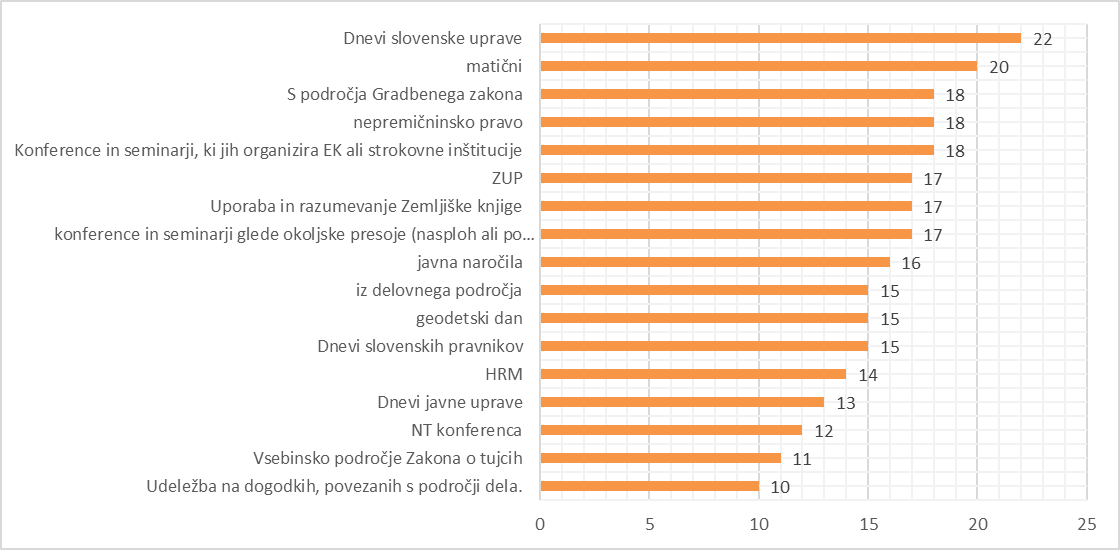 Dnevi slovenske uprave 22
matični 20
S področja Gradbenega zakona 18
nepremičninsko pravo 18
Konference in seminarji, ki jih organizira EK ali strokovne inštitucije 18
ZUP 17
Uporaba in razumevanje Zemljiške knjige 17
konference in seminarji glede okoljske presoje (nasploh ali po... 17
javna naročila 16
iz delovnega področja 15
geodetski dan 15
Dnevi slovenskih pravnikov 15
HRM 14
Dnevi javne uprave 13
NT konferenca 12
Vsebinsko področje Zakona o tujcih 11
Udeležba na dogodkih, povezanih s področji dela. 10
0 5 10 15 20 25